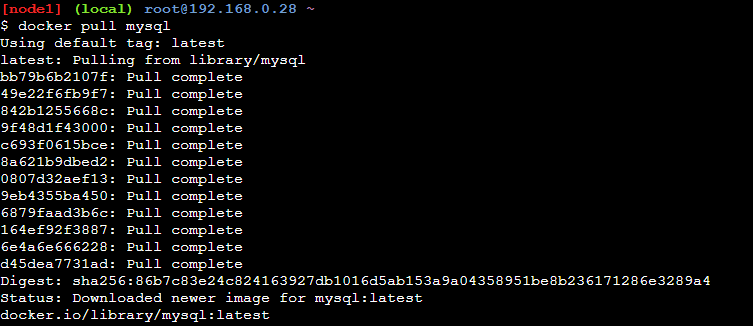 [node1] (local) root@192.168.0.28 ~
$ docker pull mysql
Using default tag: latest
latest: Pulling from library/mysql
bb79b6b2107f: Pull complete
49e22f6fb9f7: Pull complete
842b1255668c: Pull complete
9f48d1f43000: Pull complete
c693f0615bce: Pull complete
8a621b9dbed2: Pull complete
0807d32aef13: Pull complete
9eb4355ba450: Pull complete
6879faad3b6c: Pull complete
164ef92f3887: Pull complete
6e4a6e666228: Pull complete
d45dea7731ad: Pull complete
Digest: sha256:86b7c83e24c824163927db1016d5ab153a9a04358951be8b236171286e3289a4
Status: Downloaded newer image for mysql:latest
docker.io/library/mysql:latest